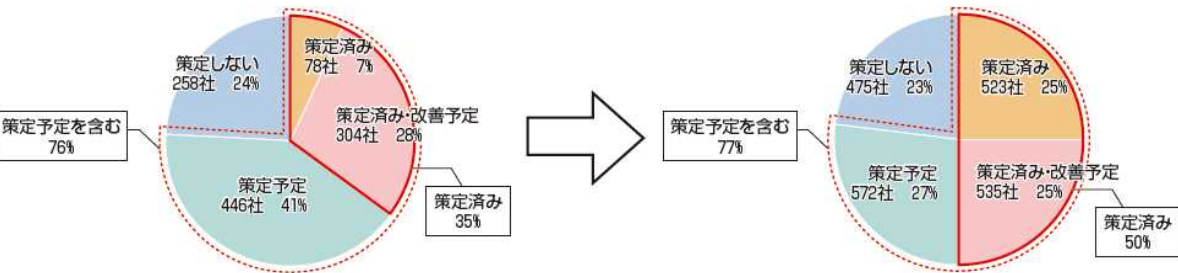 策定済み
78社 7%
策定済み・改善予定
304社 28%
策定済み
35%
策定予定
446社 41%
策定しない
258社 24%
策定予定を含む
76%
策定済み
523社 25%
策定済み・改善予定
535社 25%
策定済み
50%
策定予定
572社 27%
策定しない
475社 23%
策定予定を含む
77%